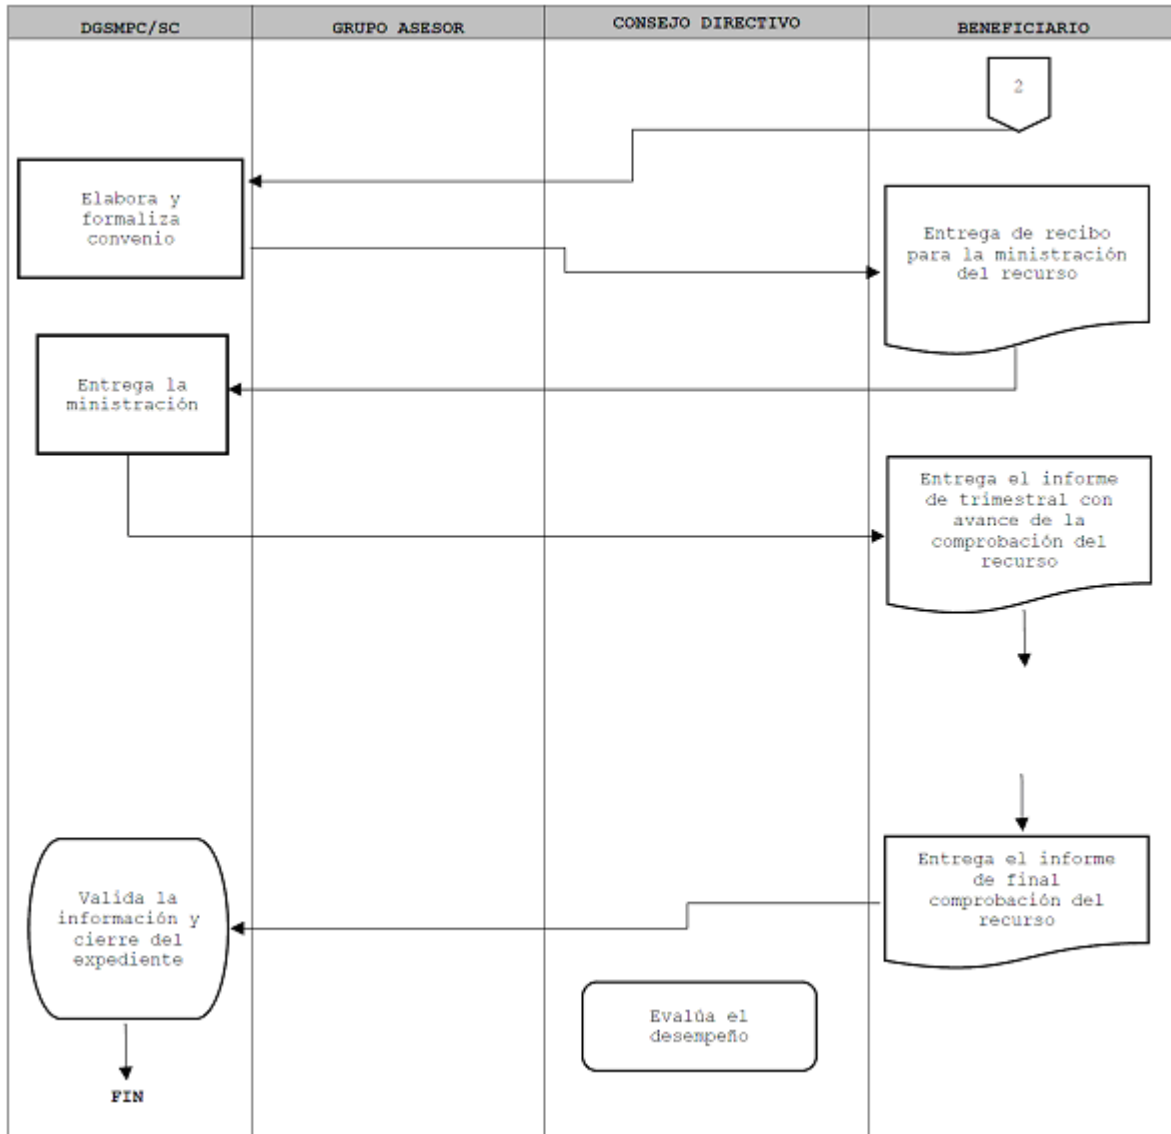 DGSMPC/SC
GRUPO ASESOR
CONSEJO DIRECTIVO
BENEFICIARIO
2
Elabora y
formaliza
convenio
Entrega de recibo
para la ministración
del recurso
Entrega la
ministración
Entrega el informe
de trimestral con
avance de la
comprobación del
recurso
Entrega el informe
de final
comprobación del
recurso
Valida la
información y
cierre del
expediente
Evalúa el
desempeño
FIN